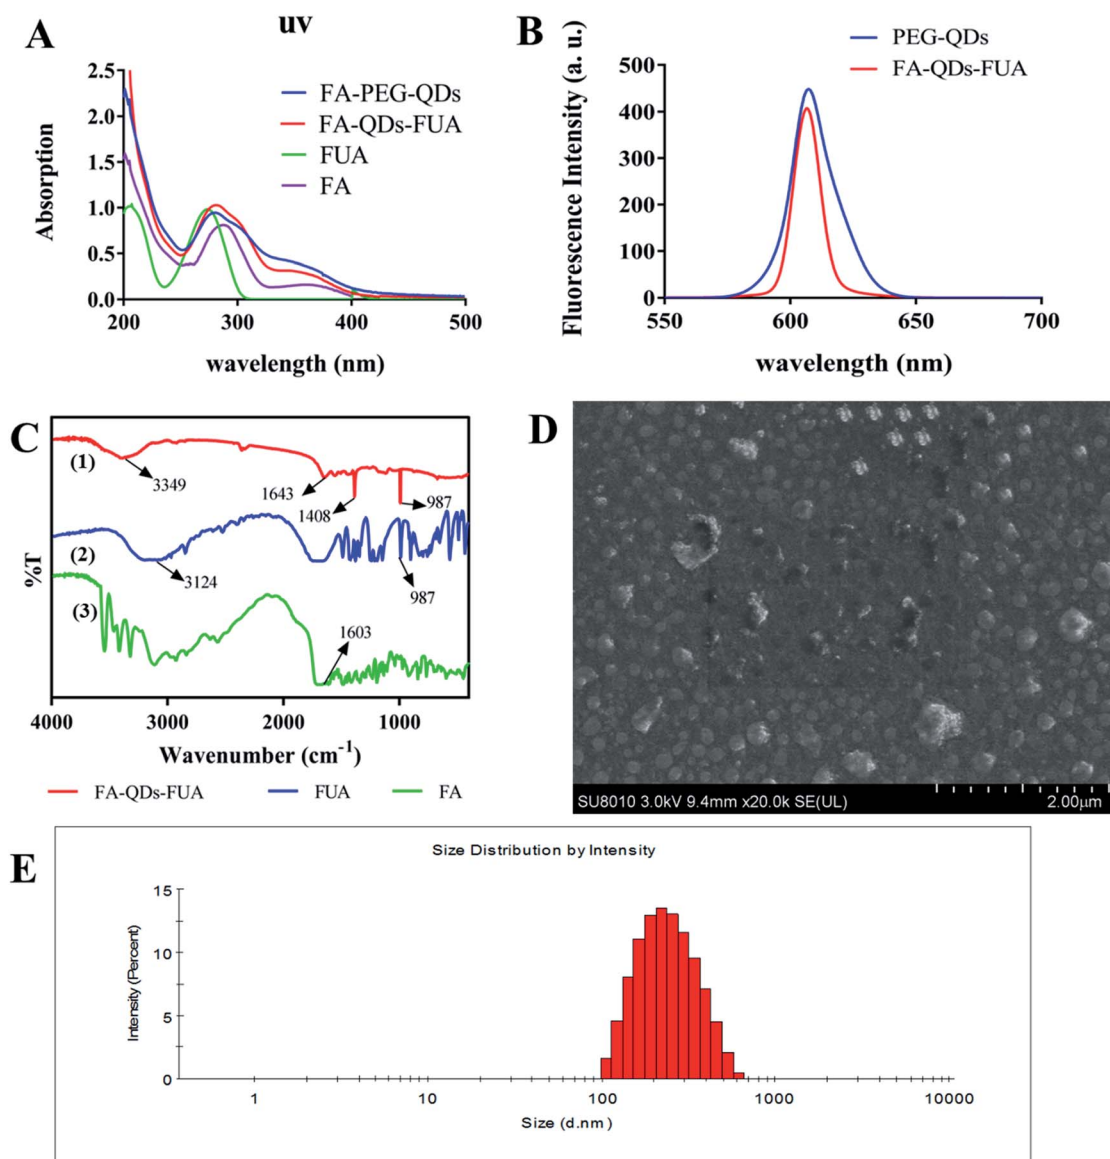 A
uv
FA-PEG-QDs
FA-QDs-FUA
FUA
FA
Absorption
2.5
2.0
1.5
1.0
0.5
0.0
200
300
400
500
wavelength (nm)
B
PEG-QDs
FA-QDs-FUA
Fluorescence Intensity (a. u.)
500
400
300
200
100
0
550
600
650
700
wavelength (nm)
C
%T
(1)
3349
1643
1408
987
(2)
3124
987
(3)
1603
4000
3000
2000
1000
Wavenumber (cm⁻¹)
FA-QDs-FUA
FUA
FA
D
SU8010 3.0kV 9.4mm x20.0k SE(UL)
2.00μm
E
Size Distribution by Intensity
Intensity (Percent)
15
10
5
0
1
10
100
1000
10000
Size (d.nm)